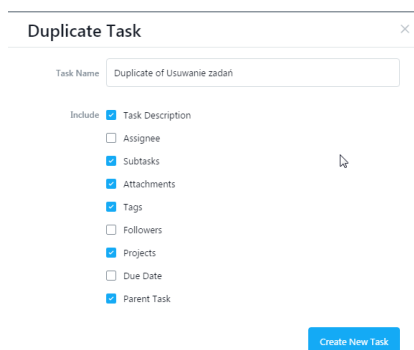 Duplicate Task
Task Name Duplicate of Usuwanie zadań
Include Task Description
Assignee
Subtasks
Attachments
Tags
Followers
Projects
Due Date
Parent Task
Create New Task